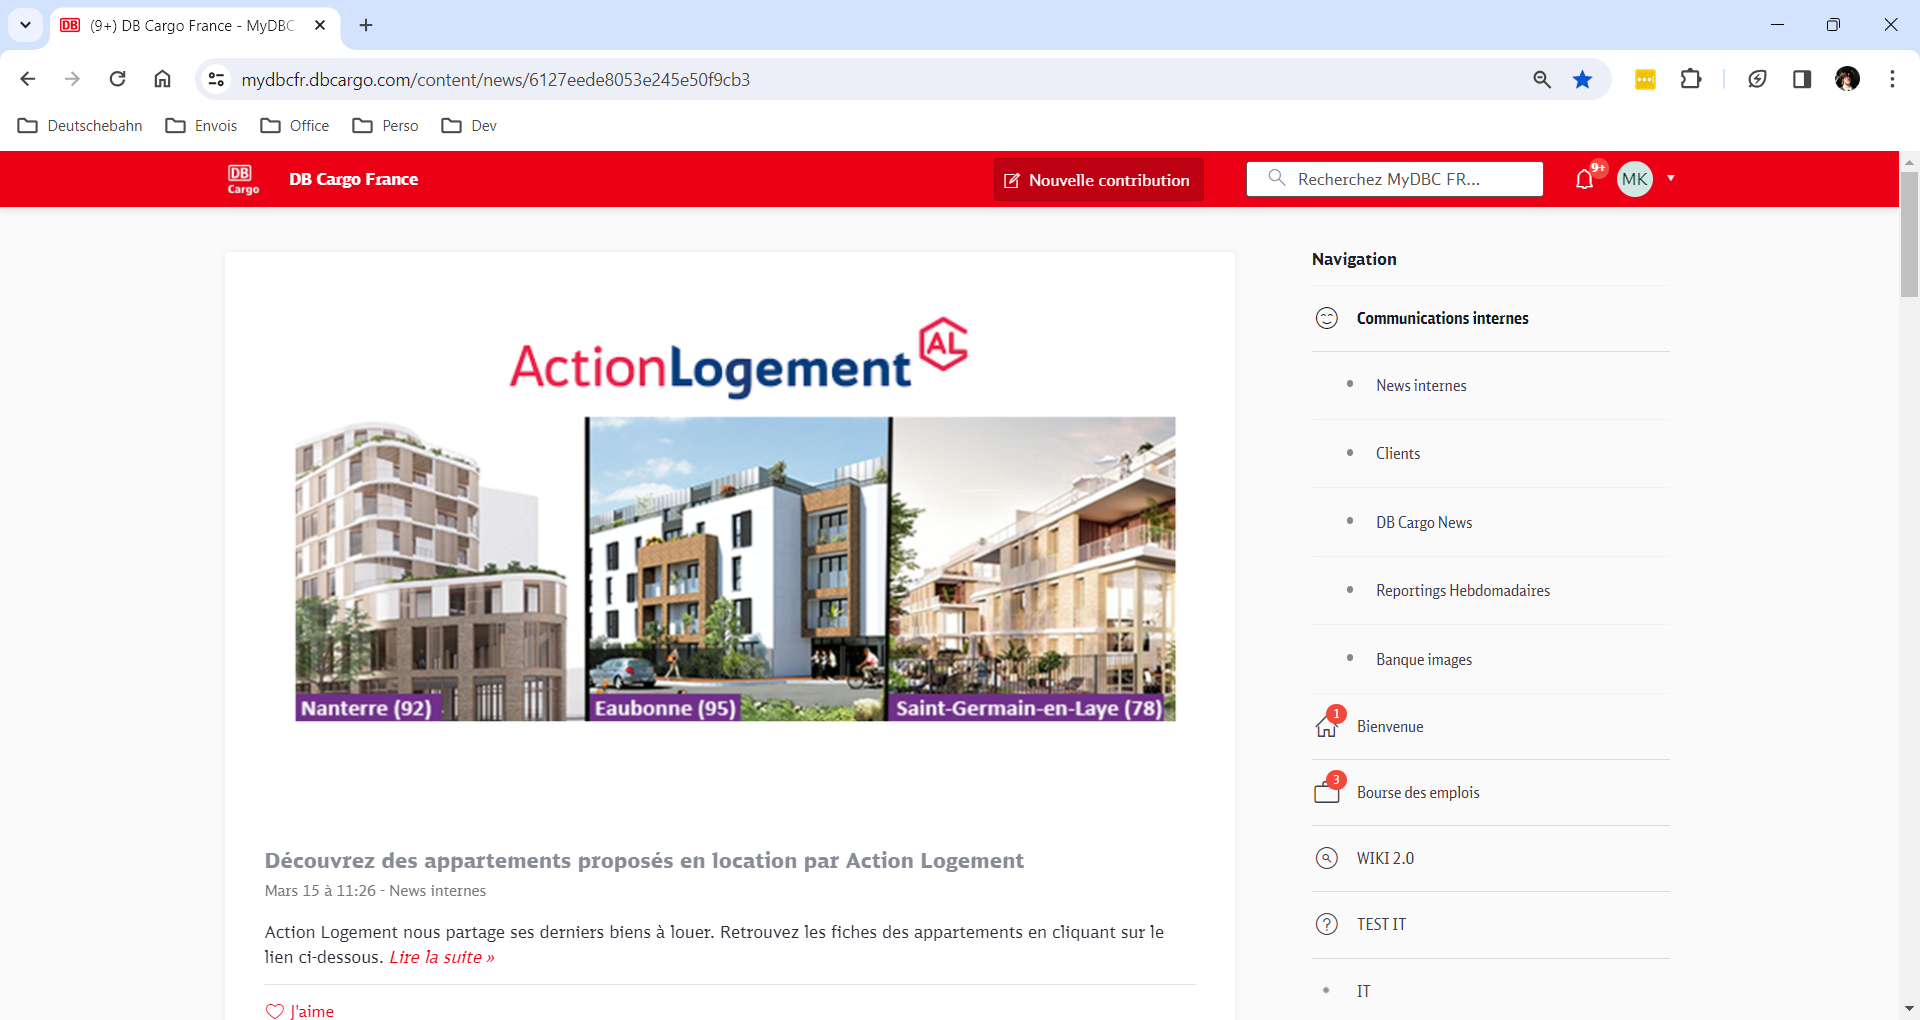 DB (9+) DB Cargo France - MyDBC
mydbcfr.dbcargo.com/content/news/6127eede8053e245e50f9cb3
Deutschebahn Envois Office Perso Dev
DB
Cargo
DB Cargo France
Nouvelle contribution
Recherchez MyDBC FR...
9+
MK
ActionLogement AL
Nanterre (92) Eaubonne (95) Saint-Germain-en-Laye (78)
Découvrez des appartements proposés en location par Action Logement
Mars 15 à 11:26 - News internes
Action Logement nous partage ses derniers biens à louer. Retrouvez les fiches des appartements en cliquant sur le
lien ci-dessous. Lire la suite »
J'aime
Navigation
Communications internes
News internes
Clients
DB Cargo News
Reportings Hebdomadaires
Banque images
1 Bienvenue
3 Bourse des emplois
WIKI 2.0
TEST IT
IT